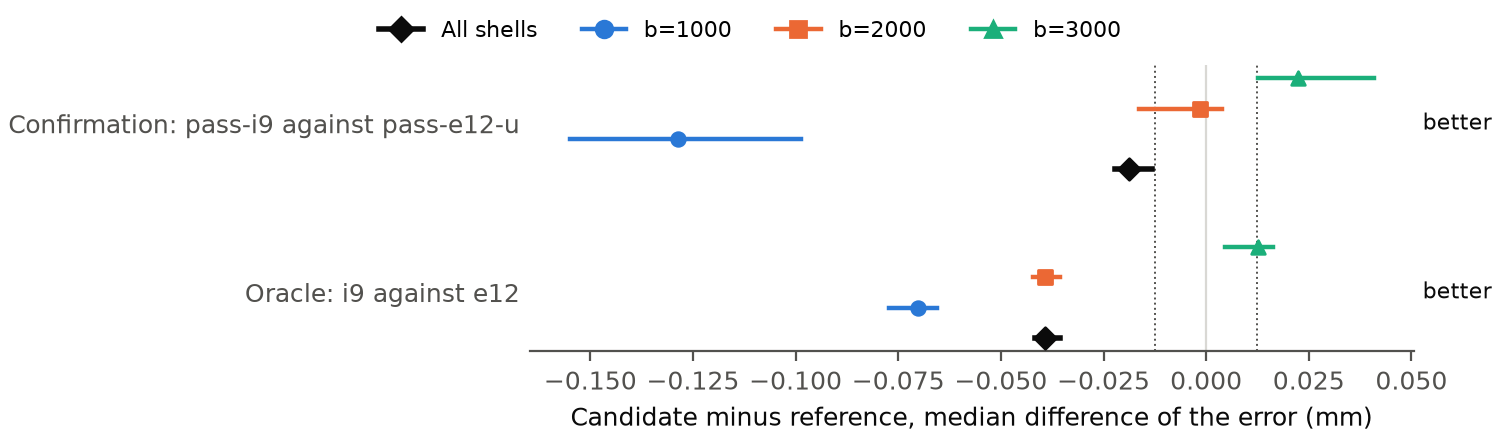 All shells b=1000 b=2000 b=3000
Confirmation: pass-i9 against pass-e12-u better
Oracle: i9 against e12 better
−0.150 −0.125 −0.100 −0.075 −0.050 −0.025 0.000 0.025 0.050
Candidate minus reference, median difference of the error (mm)